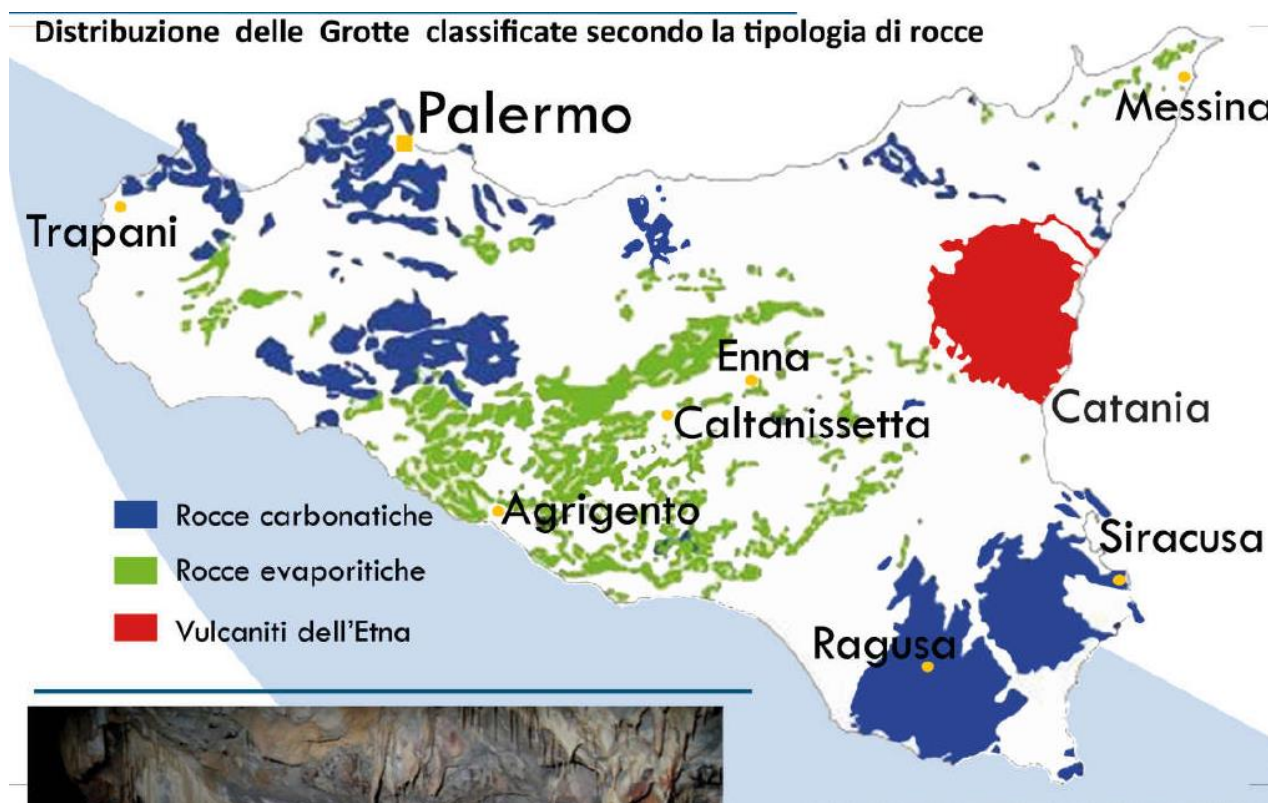 Distribuzione delle Grotte classificate secondo la tipologia di rocce
Palermo
Messina
Trapani
Enna
Caltanissetta
Catania
Agrigento
Rocce carbonatiche
Siracusa
Rocce evaporitiche
Vulcaniti dell'Etna
Ragusa